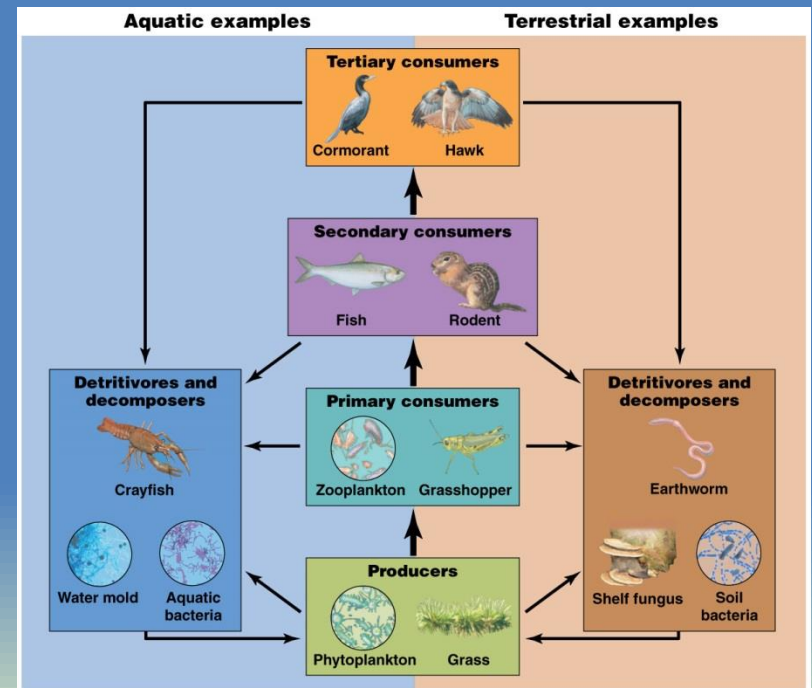 Aquatic examples
Terrestrial examples
Tertiary consumers
Cormorant
Hawk
Secondary consumers
Fish
Rodent
Detritivores and
decomposers
Crayfish
Water mold
Aquatic
bacteria
Primary consumers
Zooplankton
Grasshopper
Producers
Phytoplankton
Grass
Detritivores and
decomposers
Earthworm
Shelf fungus
Soil
bacteria